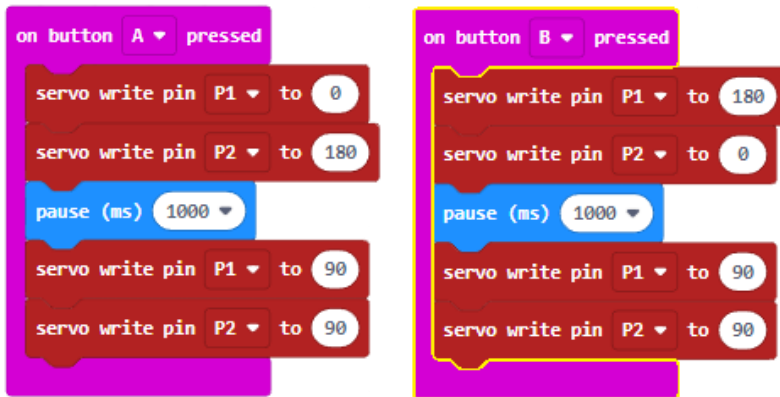 on button A pressed
servo write pin P1 to 0
servo write pin P2 to 180
pause (ms) 1000
servo write pin P1 to 90
servo write pin P2 to 90
on button B pressed
servo write pin P1 to 180
servo write pin P2 to 0
pause (ms) 1000
servo write pin P1 to 90
servo write pin P2 to 90